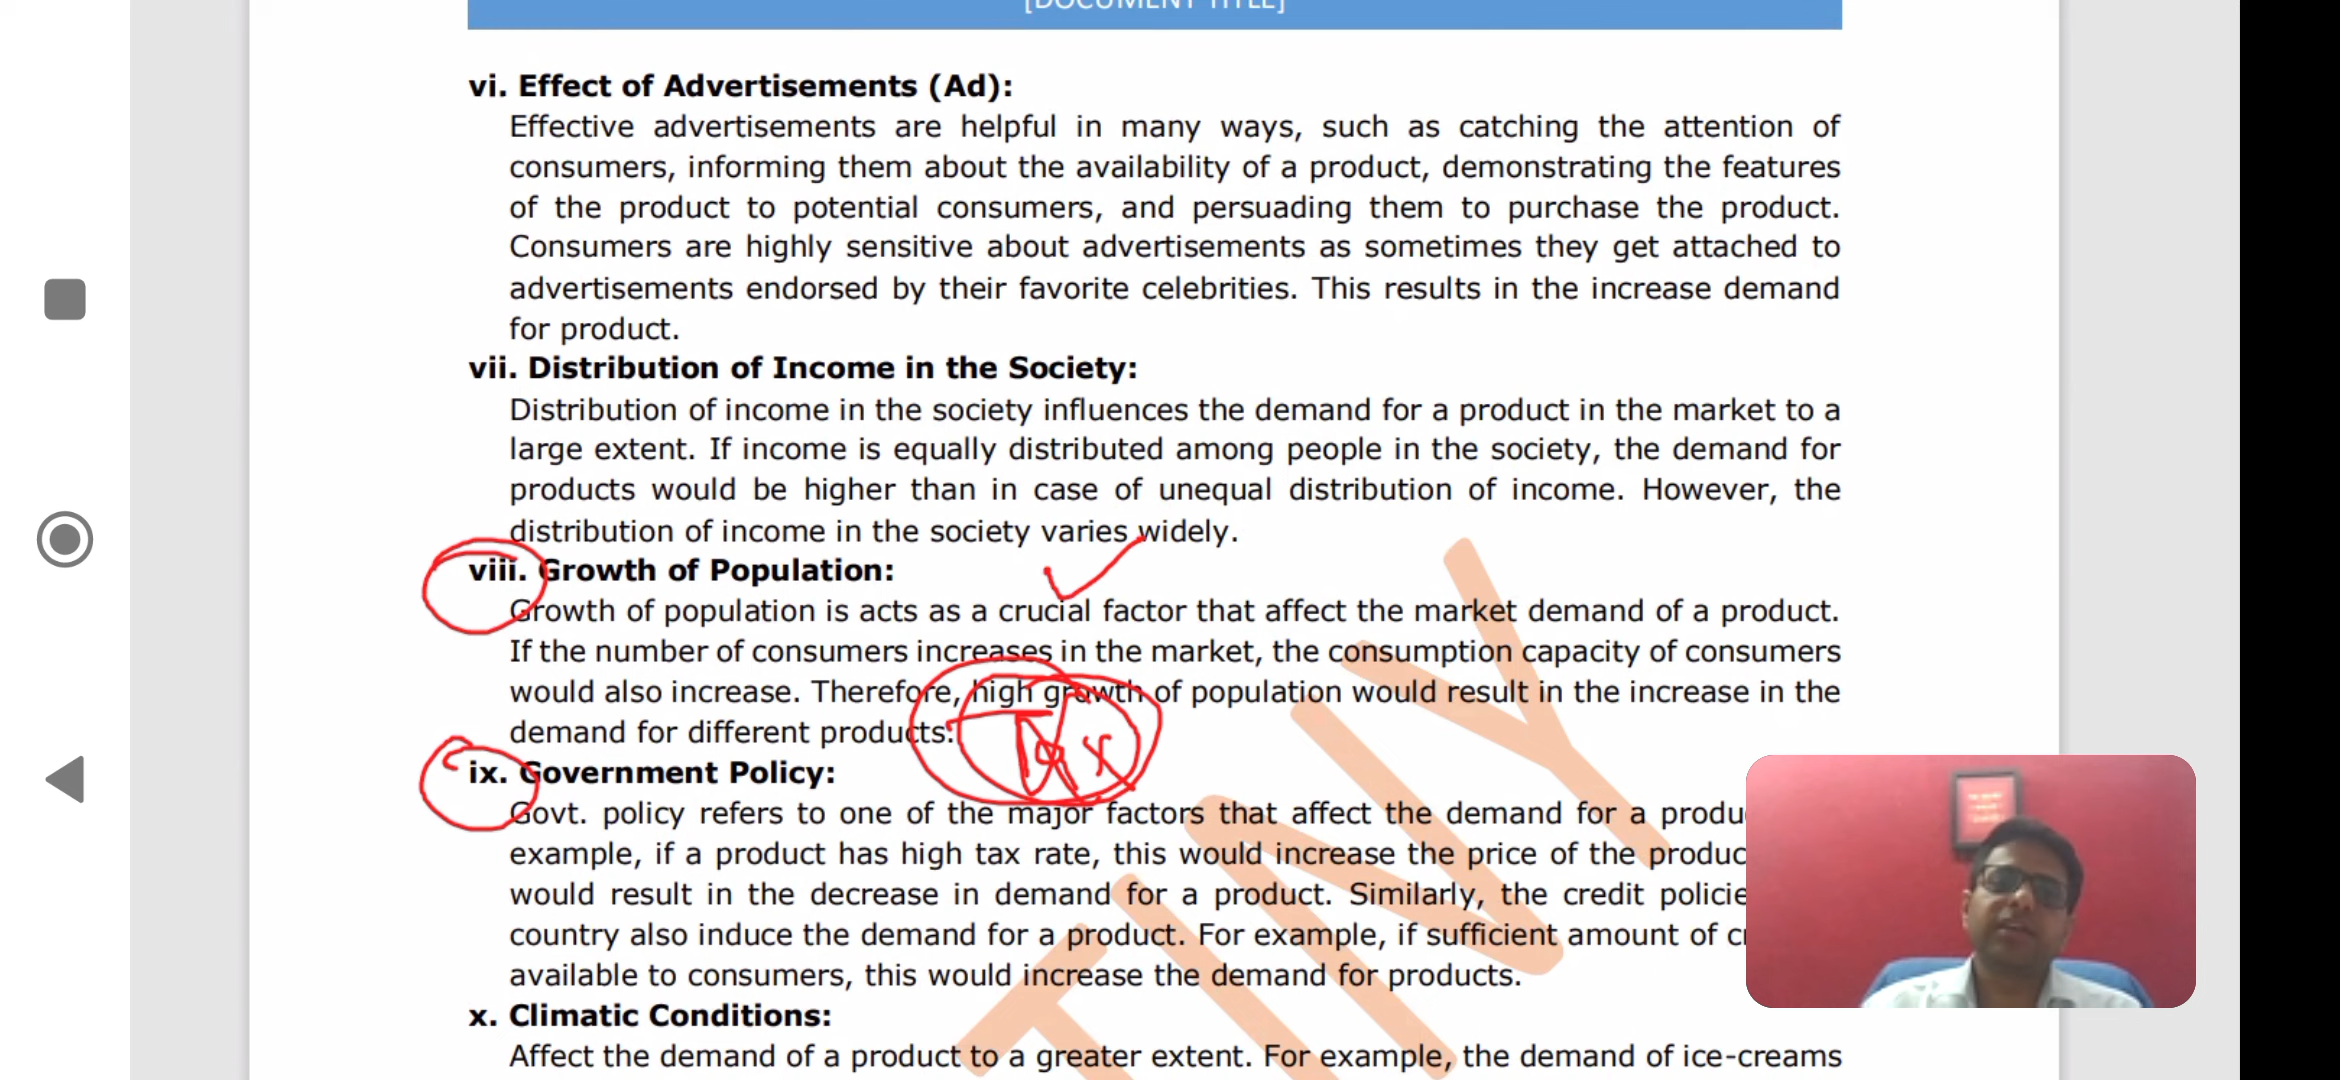 [DOCUMENT TITLE]
vi. Effect of Advertisements (Ad):
Effective advertisements are helpful in many ways, such as catching the attention of
consumers, informing them about the availability of a product, demonstrating the features
of the product to potential consumers, and persuading them to purchase the product.
Consumers are highly sensitive about advertisements as sometimes they get attached to
advertisements endorsed by their favorite celebrities. This results in the increase demand
for product.
vii. Distribution of Income in the Society:
Distribution of income in the society influences the demand for a product in the market to a
large extent. If income is equally distributed among people in the society, the demand for
products would be higher than in case of unequal distribution of income. However, the
distribution of income in the society varies widely.
viii. Growth of Population:
Growth of population is acts as a crucial factor that affect the market demand of a product.
If the number of consumers increases in the market, the consumption capacity of consumers
would also increase. Therefore, high growth of population would result in the increase in the
demand for different products.
Tax
ix. Government Policy:
Govt. policy refers to one of the major factors that affect the demand for a
example, if a product has high tax rate, this would increase the price of the
would result in the decrease in demand for a product. Similarly, the credit
country also induce the demand for a product. For example, if sufficient amount of
available to consumers, this would increase the demand for products.
x. Climatic Conditions:
Affect the demand of a product to a greater extent. For example, the demand of ice-creams
TINY